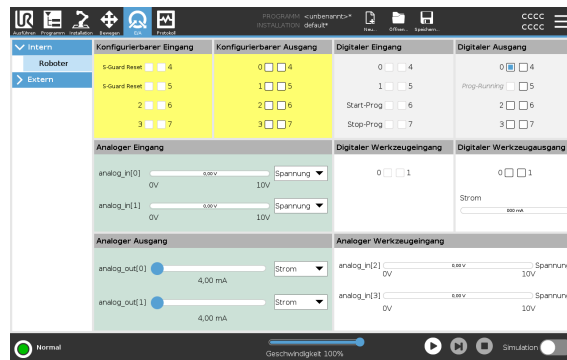 PROGRAMM <unbenannt>*
INSTALLATION default*
CCCC
CCCC
Ausführen Programm Installation Bewegen E/A Protokoll Neu... Öffnen... Speichern...
Intern
Roboter
Extern
Konfigurierbarer Eingang
S-Guard Reset 4
S-Guard Reset 5
2 6
3 7
Konfigurierbarer Ausgang
0 4
1 5
2 6
3 7
Digitaler Eingang
0 4
1 5
Start-Prog 6
Stop-Prog 7
Digitaler Ausgang
0 4
Prog-Running 5
2 6
3 7
Analoger Eingang
analog_in[0] 0,00 V Spannung
0V 10V
analog_in[1] 0,00 V Spannung
0V 10V
Digitaler Werkzeugeingang
0 1
Digitaler Werkzeugausgang
0 1
Strom
000 mA
Analoger Ausgang
analog_out[0] Strom
4,00 mA
analog_out[1] Strom
4,00 mA
Analoger Werkzeugeingang
analog_in[2] 0,00 V Spannung
0V 10V
analog_in[3] 0,00 V Spannung
0V 10V
Normal
Geschwindigkeit 100%
Simulation